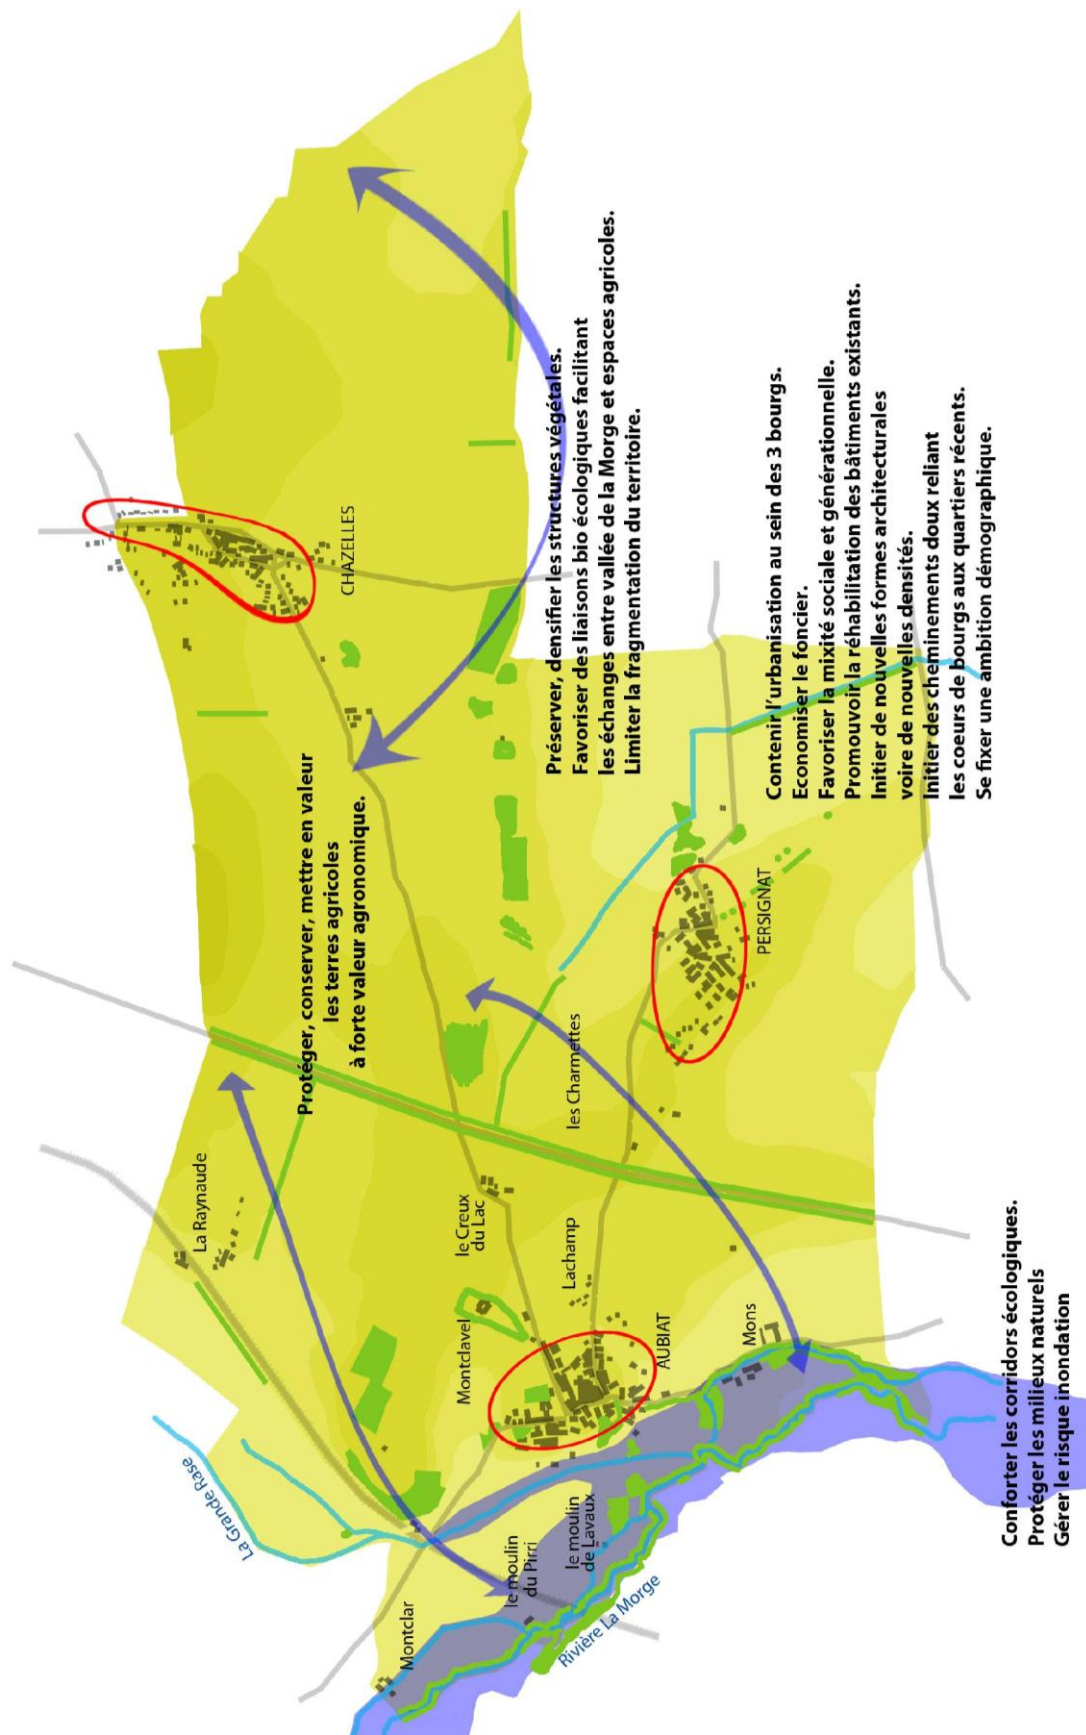 La Grande Rase
Montclar
le moulin
du Pirri
le moulin
de Lavaux
Rivière La Morge
Montclavel
AUBIAT
Mons
La Raynaude
le Creux
du Lac
Lachamp
les Charmettes
PERSIGNAT
CHAZELLES
Protéger, conserver, mettre en valeur
les terres agricoles
à forte valeur agronomique.
Préserver, densifier les structures végétales.
Favoriser des liaisons bio écologiques facilitant
les échanges entre vallée de la Morge et espaces agricoles.
Limiter la fragmentation du territoire.
Contenir l'urbanisation au sein des 3 bourgs.
Economiser le foncier.
Favoriser la mixité sociale et générationnelle.
Promouvoir la réhabilitation des bâtiments existants.
Initier de nouvelles formes architecturales
voire de nouvelles densités.
Initier des cheminements doux reliant
les coeurs de bourgs aux quartiers récents.
Se fixer une ambition démographique.
Conforter les corridors écologiques.
Protéger les milieux naturels
Gérer le risque inondation